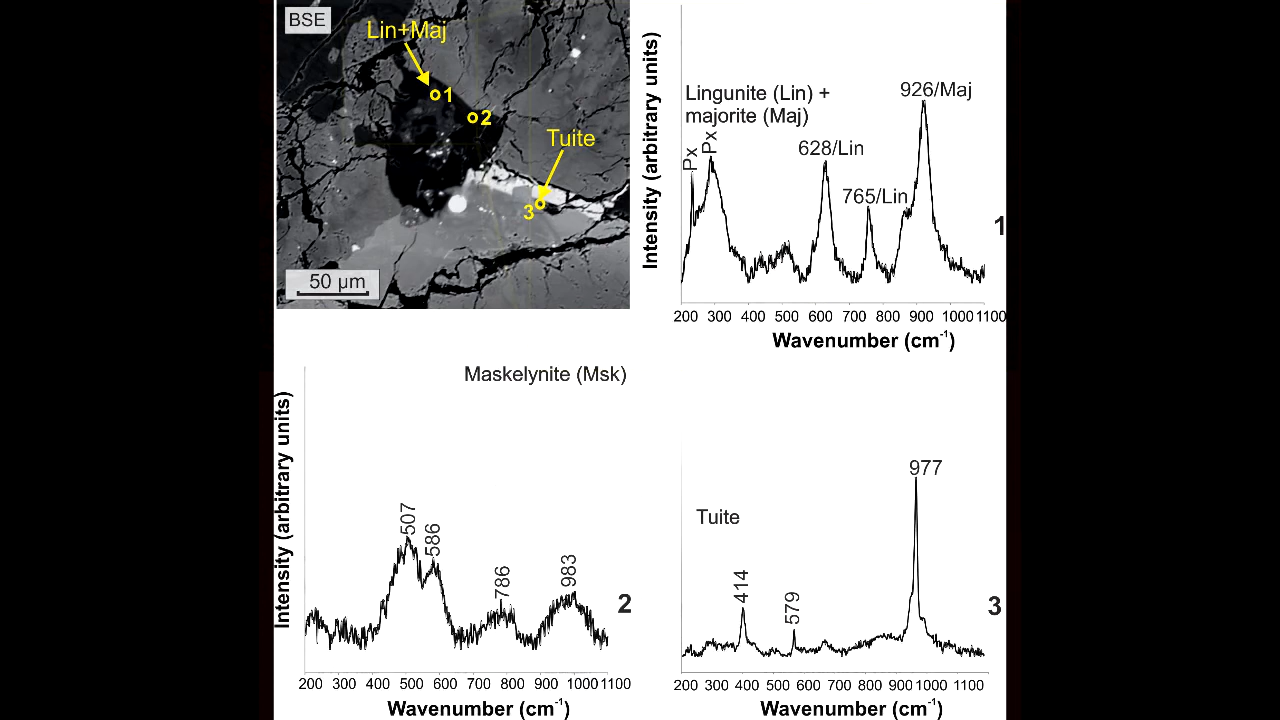 BSE
Lin+Maj
1
2
Tuite
3
50 µm
Intensity (arbitrary units)
Lingunite (Lin) +
majorite (Maj)
Px
Px
628/Lin
765/Lin
926/Maj
1
200 300 400 500 600 700 800 900 1000 1100
Wavenumber (cm-1)
Intensity (arbitrary units)
Maskelynite (Msk)
507
586
786
983
2
200 300 400 500 600 700 800 900 1000 1100
Wavenumber (cm-1)
Tuite
414
579
977
3
200 300 400 500 600 700 800 900 1000 1100
Wavenumber (cm-1)